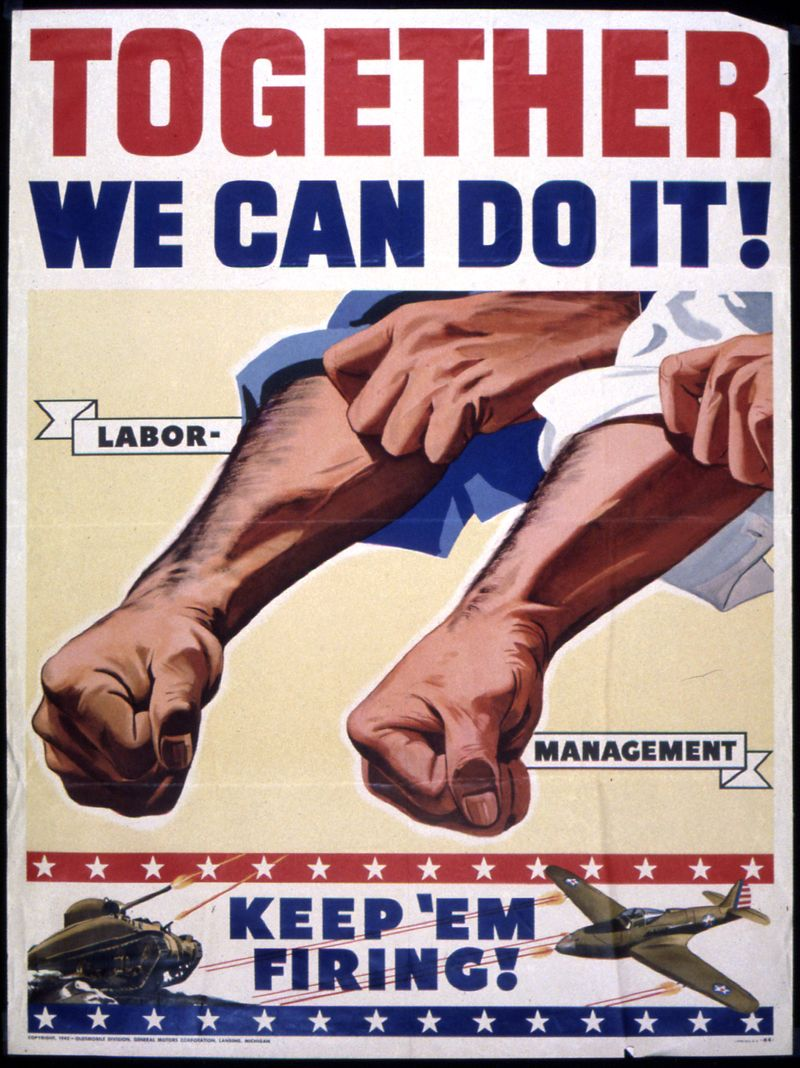 TOGETHER
WE CAN DO IT!
LABOR-
MANAGEMENT
KEEP 'EM
FIRING!
COPYRIGHT, 1942—OLDSMOBILE DIVISION, GENERAL MOTORS CORPORATION, LANSING, MICHIGAN